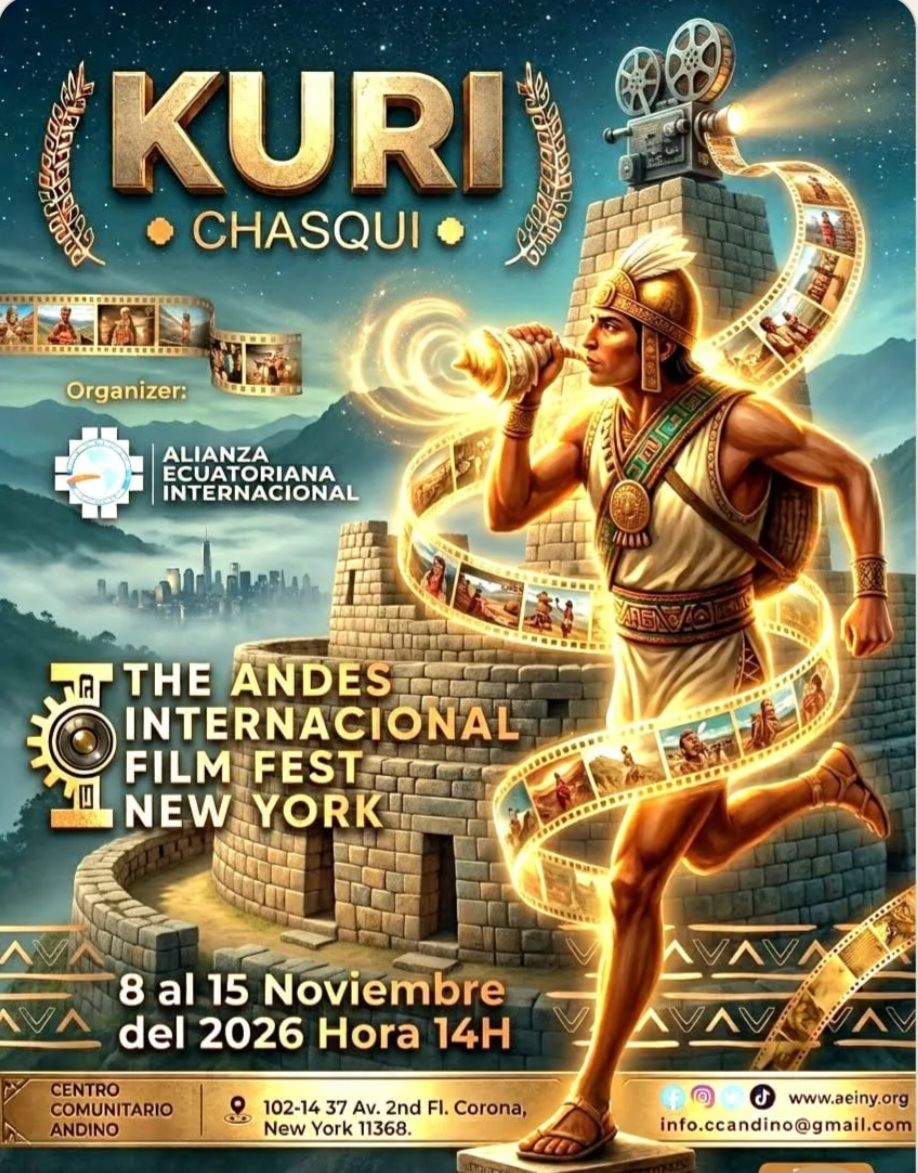 KURI
CHASQUI
Organizer:
ALIANZA
ECUATORIANA
INTERNACIONAL
THE ANDES
INTERNACIONAL
FILM FEST
NEW YORK
8 al 15 Noviembre
del 2026 Hora 14H
CENTRO
COMUNITARIO
ANDINO
102-14 37 Av. 2nd Fl. Corona,
New York 11368.
www.aeiny.org
info.ccandino@gmail.com